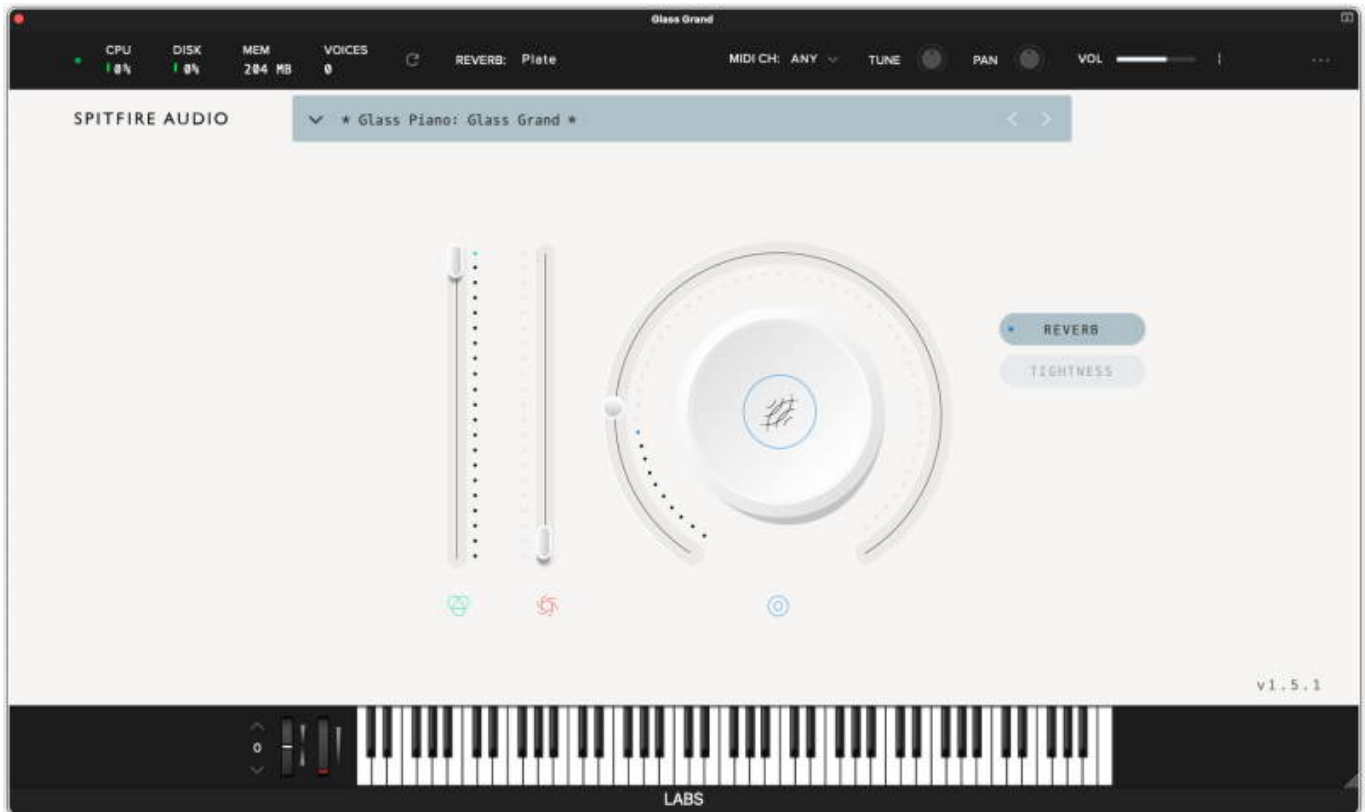 Glass Grand
CPU DISK MEM VOICES
0% 0% 204 MB 0
REVERB: Plate MIDI CH: ANY TUNE PAN VOL
SPITFIRE AUDIO
* Glass Piano: Glass Grand *
REVERB
TIGHTNESS
v1.5.1
0
LABS